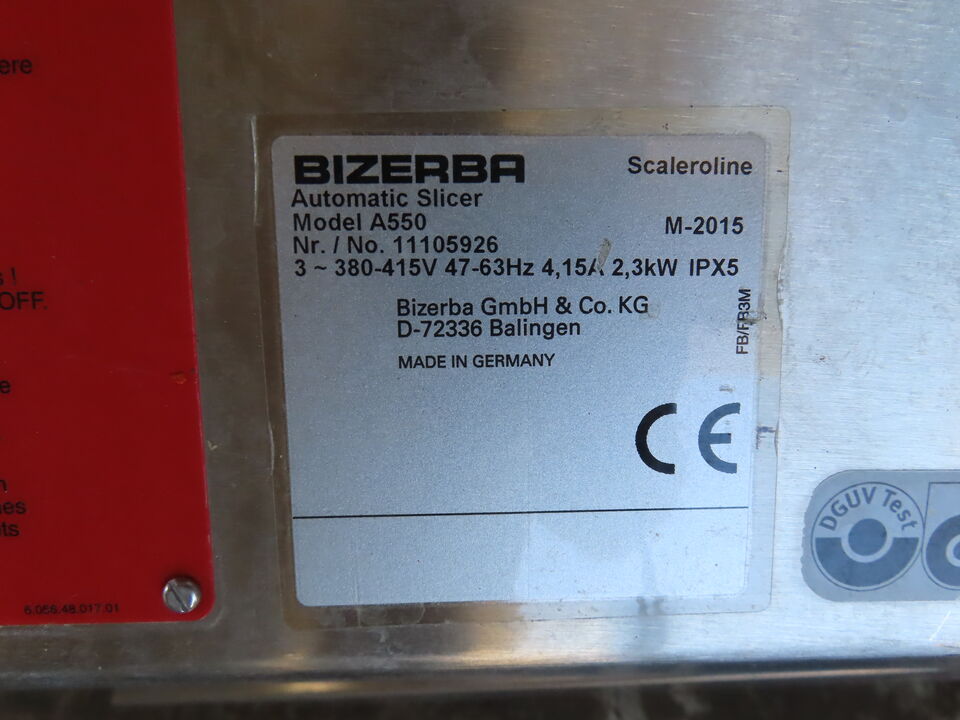 ere
s !
OFF.
e
n
nes
ts
6.056.48.017.01
BIZERBA Scaleroline
Automatic Slicer
Model A550 M-2015
Nr. / No. 11105926
3 ~ 380-415V 47-63Hz 4,15A 2,3kW IPX5
Bizerba GmbH & Co. KG
D-72336 Balingen
MADE IN GERMANY
FB/FB3M
CE
DGUV Test